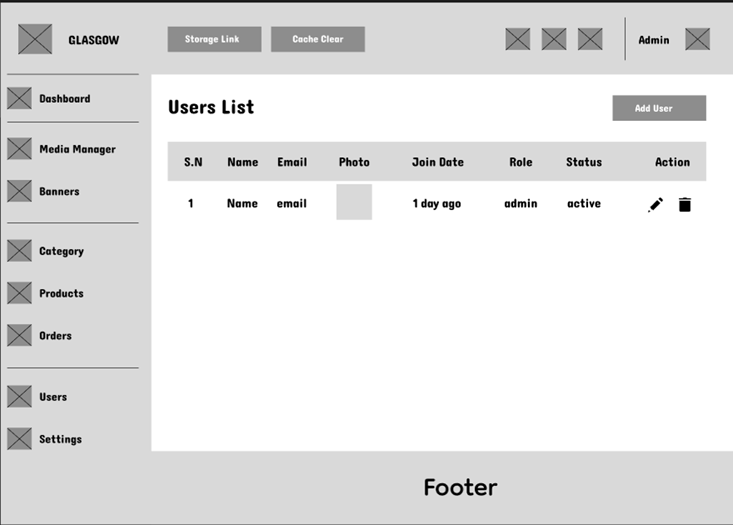 GLASGOW
Storage Link
Cache Clear
Admin
Dashboard
Media Manager
Banners
Category
Products
Orders
Users
Settings
Users List
Add User
S.N Name Email Photo Join Date Role Status Action
1 Name email 1 day ago admin active
Footer